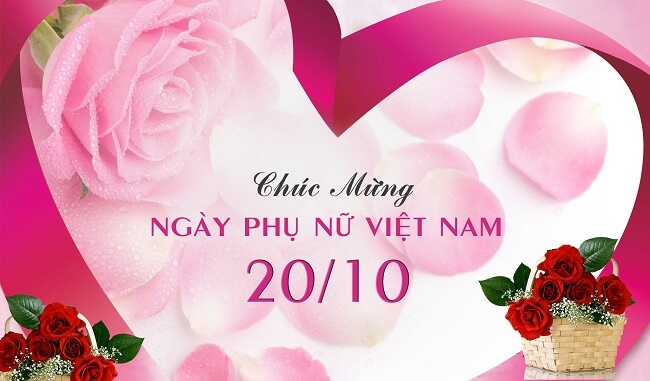 Chúc Mừng
NGÀY PHỤ NỮ VIỆT NAM
20/10